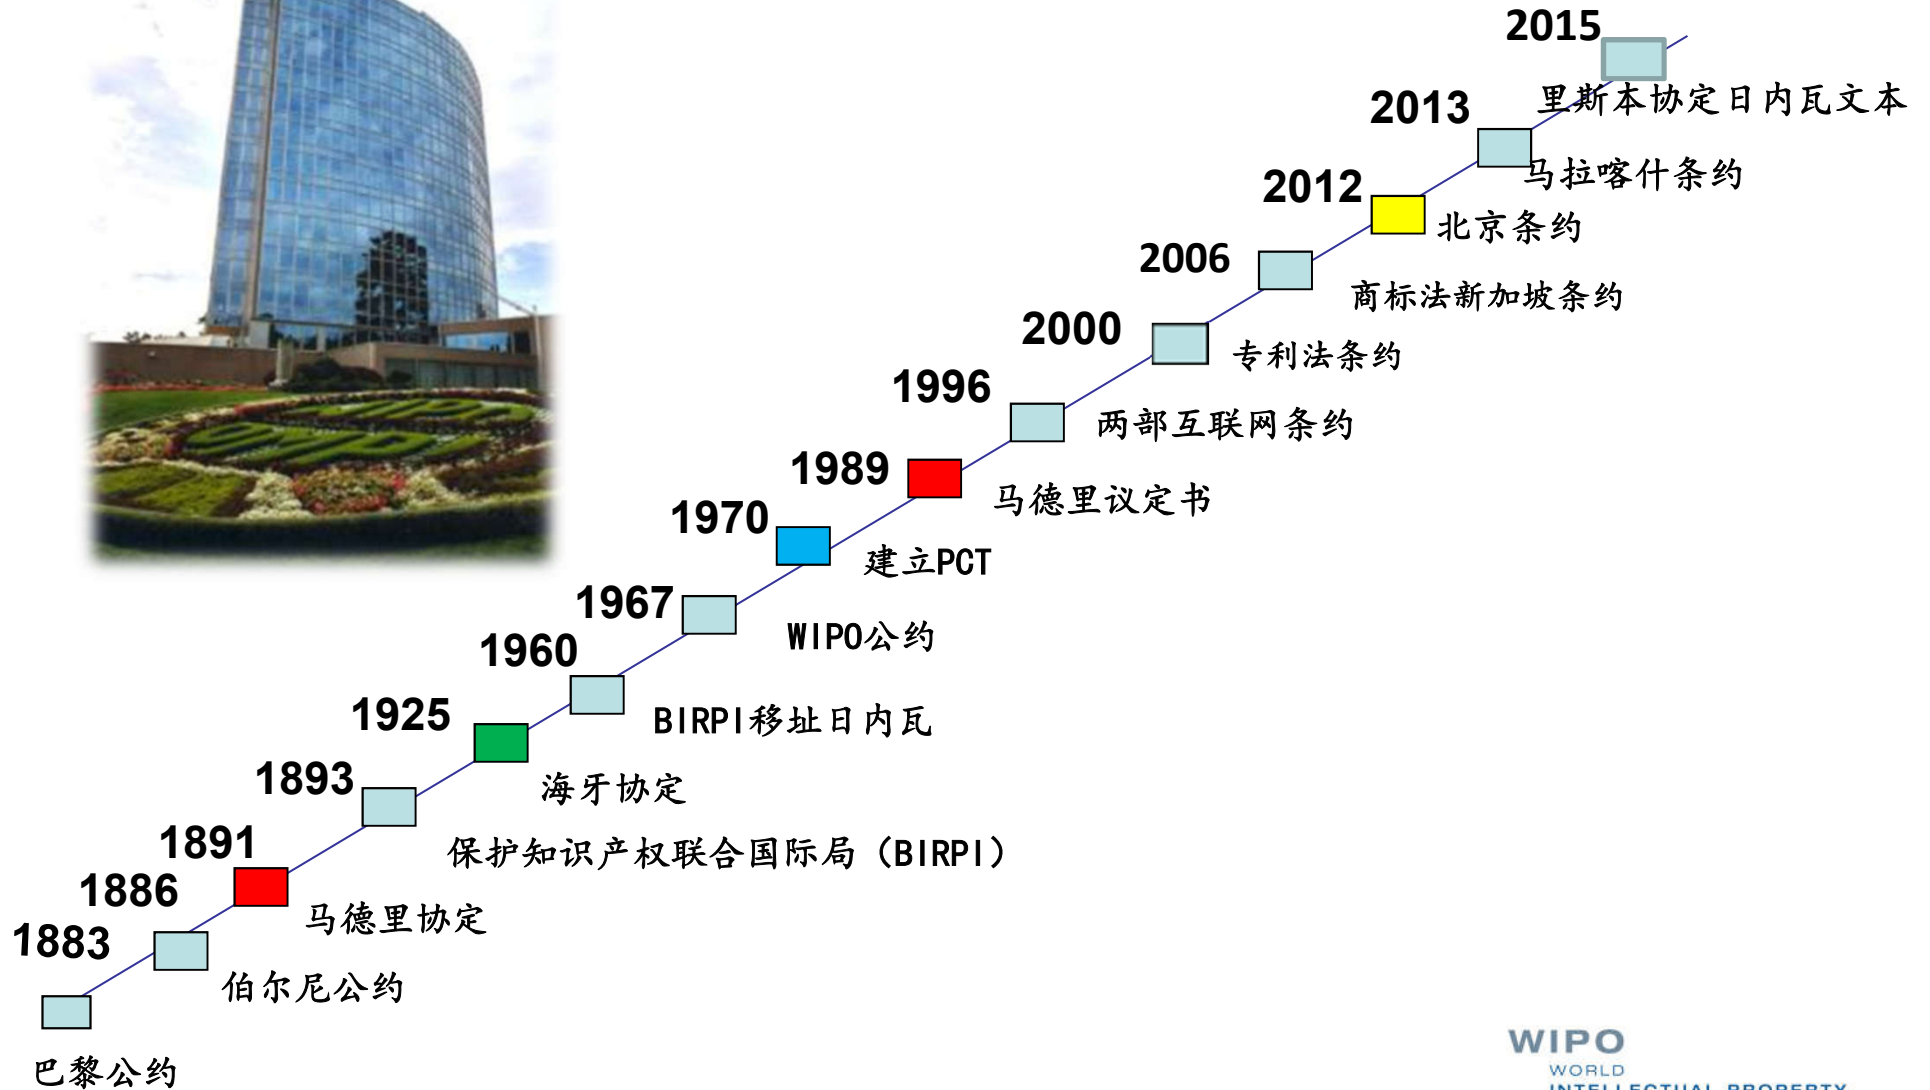 2015
里斯本协定日内瓦文本
2013
马拉喀什条约
2012
北京条约
2006
商标法新加坡条约
2000
专利法条约
1996
两部互联网条约
1989
马德里议定书
1970
建立PCT
1967
WIPO公约
1960
BIRPI移址日内瓦
1925
海牙协定
1893
保护知识产权联合国际局（BIRPI）
1891
马德里协定
1886
伯尔尼公约
1883
巴黎公约
WIPO
WORLD
INTELLECTUAL PROPERTY